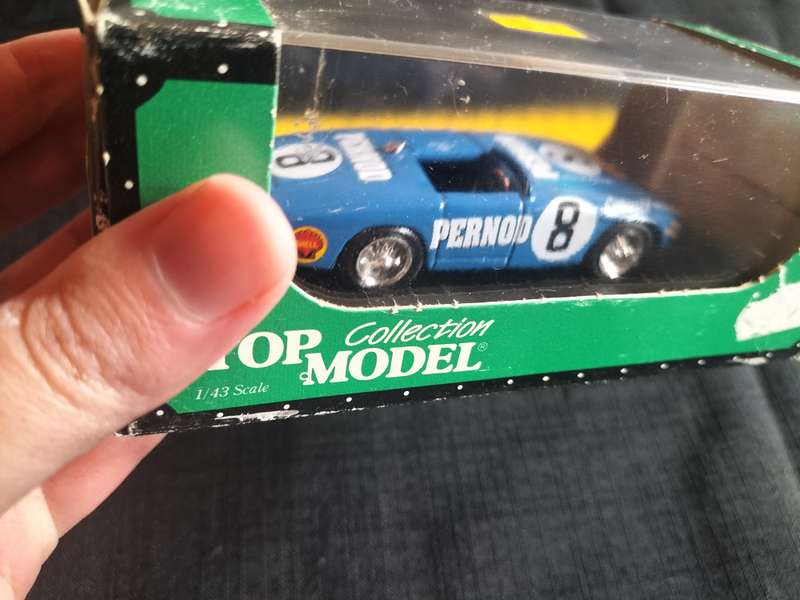 8
PERNOD
PERNOD
8
SHELL
TOP
Collection
MODEL®
1/43 Scale